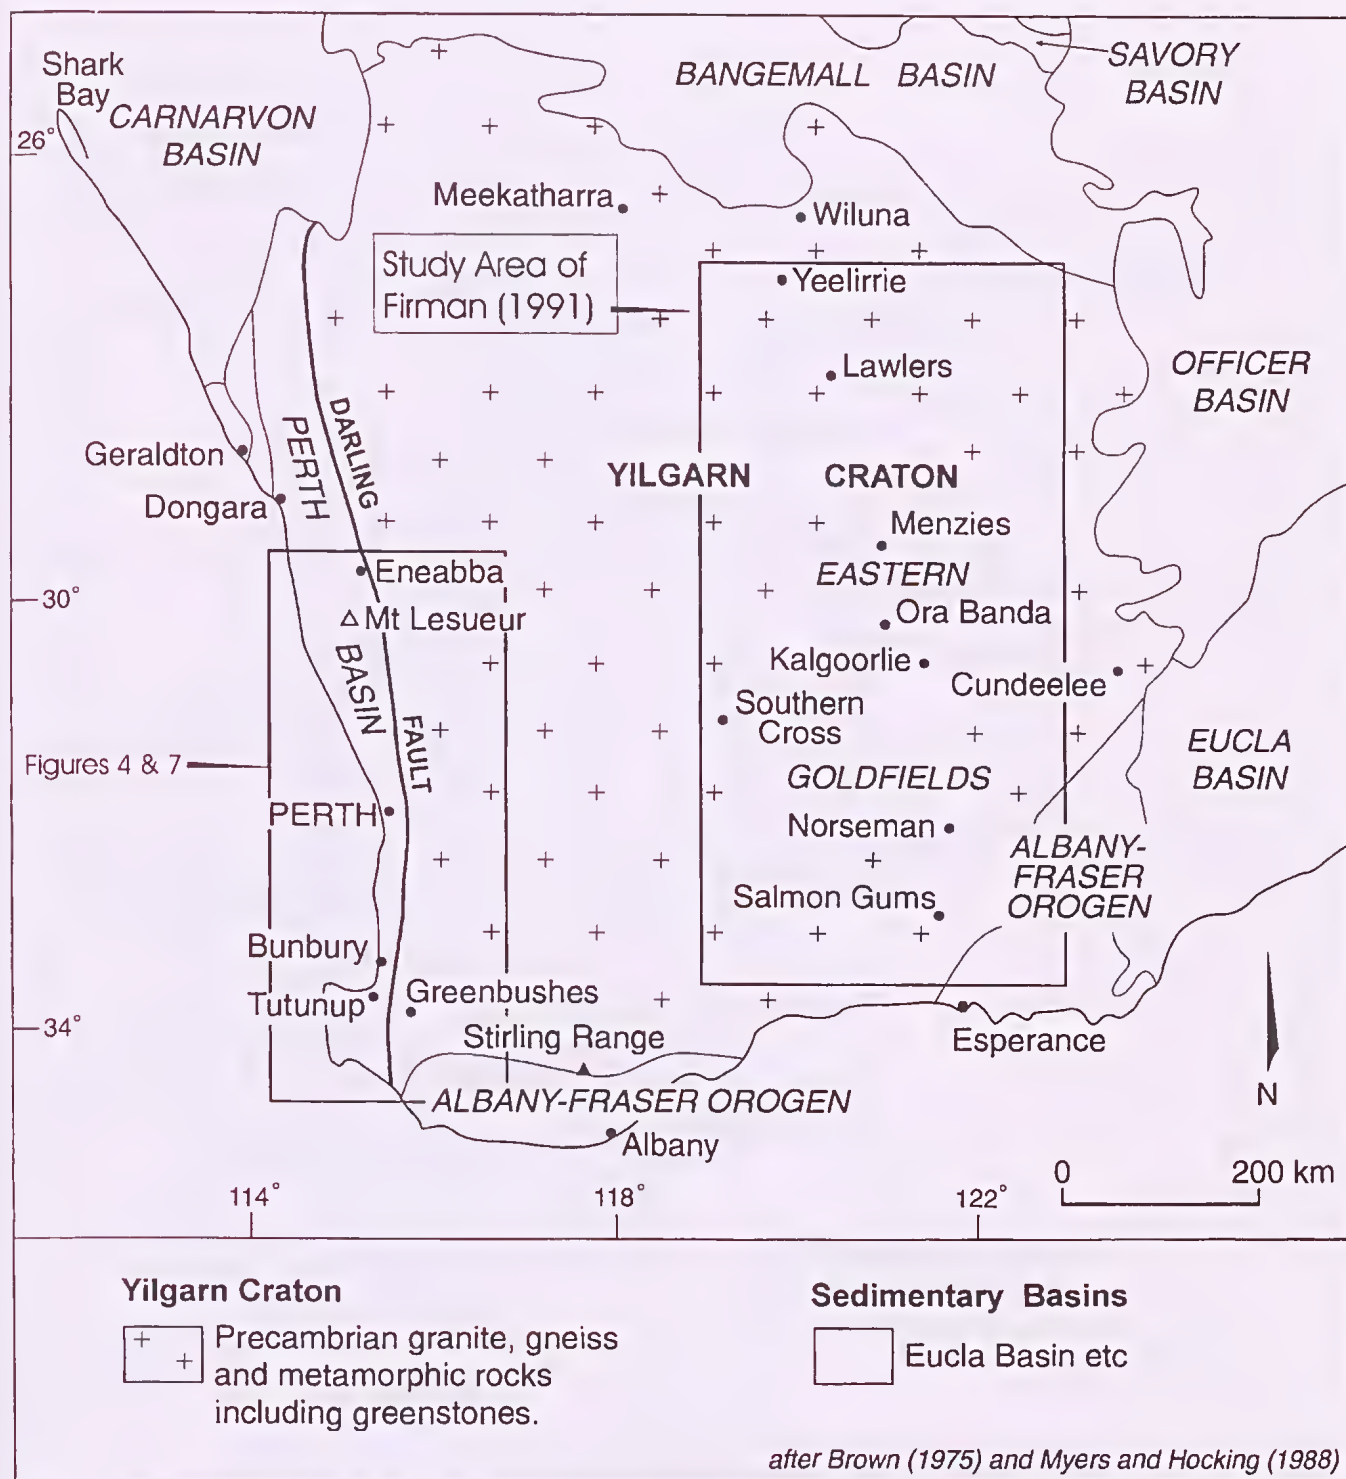 Shark
Bay
CARNARVON
BASIN
BANGEMALL BASIN
SAVORY
BASIN
26°
Meekatharra
Wiluna
Study Area of
Firman (1991)
Yeelirrie
OFFICER
BASIN
Lawlers
DARLING
PERTH
Geraldton
YILGARN CRATON
Dongara
Menzies
Eneabba
EASTERN
30°
Mt Lesueur
Ora Banda
BASIN
Kalgoorlie
Cundeelee
Southern
Cross
FAULT
EUCLA
BASIN
Figures 4 & 7
GOLDFIELDS
PERTH
Norseman
ALBANY-
FRASER
OROGEN
Salmon Gums
Bunbury
Tutunup
Greenbushes
34°
Stirling Range
Esperance
ALBANY-FRASER OROGEN
N
Albany
0 200 km
114° 118° 122°
Yilgarn Craton
Precambrian granite, gneiss
and metamorphic rocks
including greenstones.
Sedimentary Basins
Eucla Basin etc
after Brown (1975) and Myers and Hocking (1988)